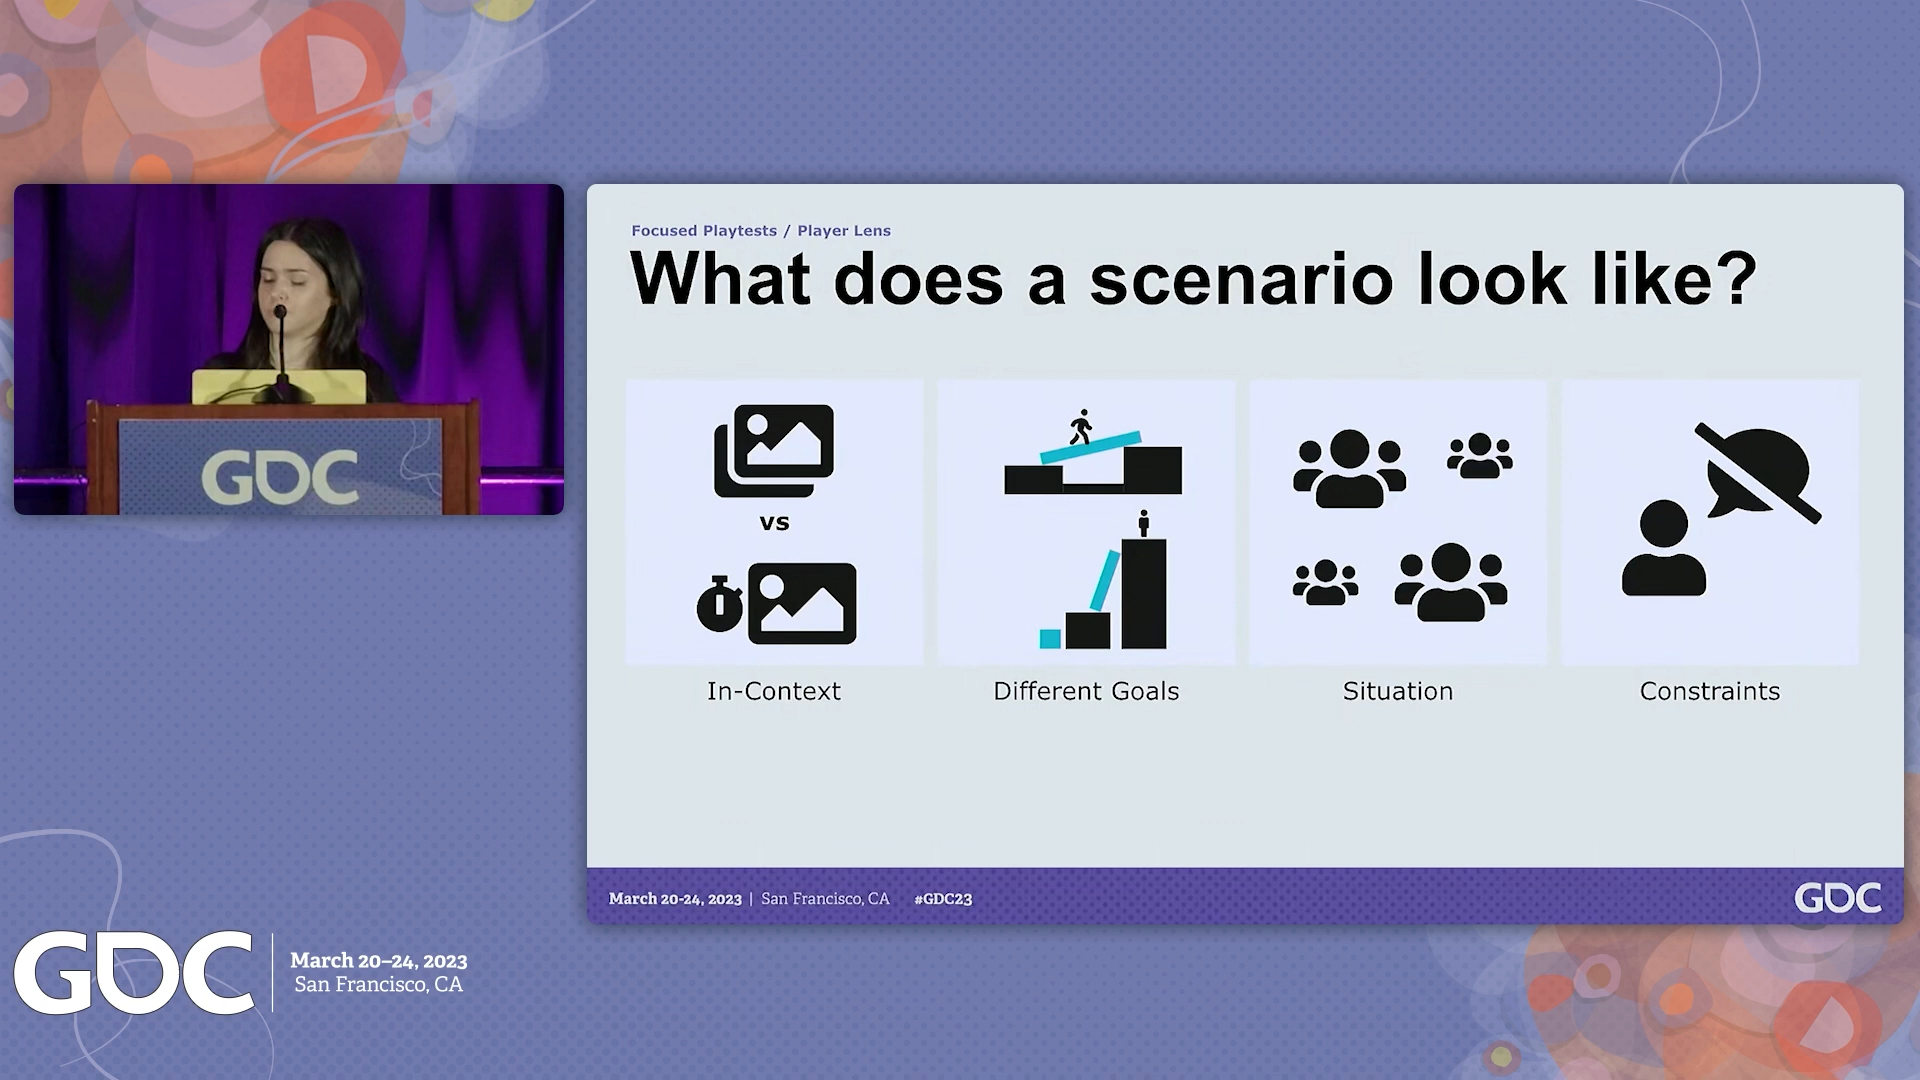 GDC
Focused Playtests / Player Lens
What does a scenario look like?
vs
In-Context
Different Goals
Situation
Constraints
March 20-24, 2023 | San Francisco, CA #GDC23
GDC
GDC
March 20–24, 2023
San Francisco, CA